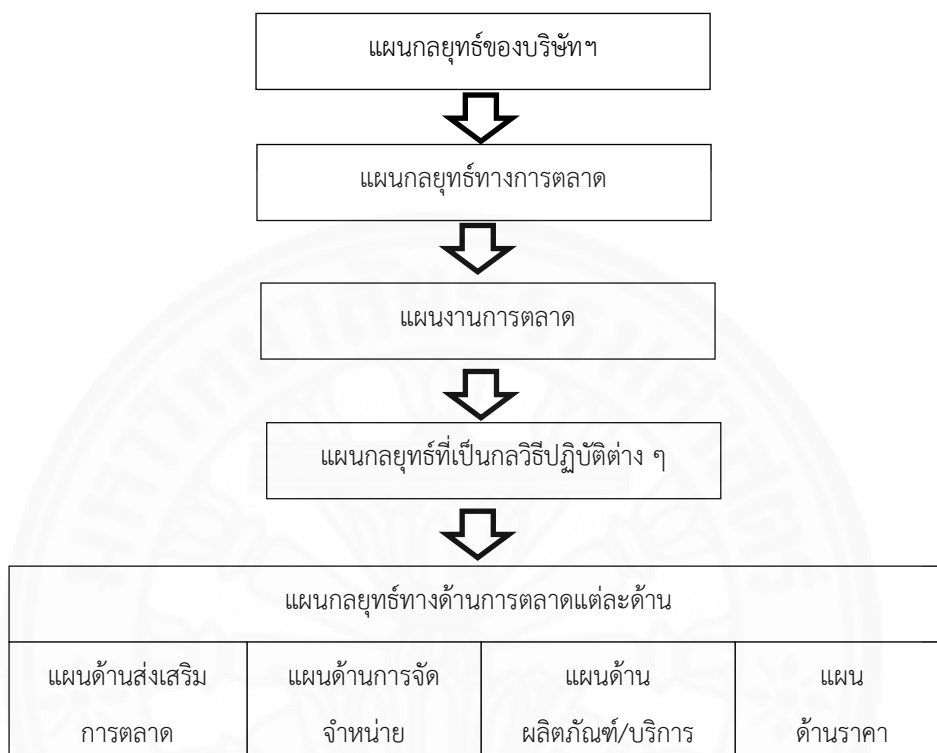 แผนกลยุทธ์ของบริษัทฯ
แผนกลยุทธ์ทางการตลาด
แผนงานการตลาด
แผนกลยุทธ์ที่เป็นกลวิธีปฏิบัติต่าง ๆ
แผนกลยุทธ์ทางด้านการตลาดแต่ละด้าน
แผนด้านส่งเสริม
การตลาด
แผนด้านการจัด
จำหน่าย
แผนด้าน
ผลิตภัณฑ์/บริการ
แผน
ด้านราคา